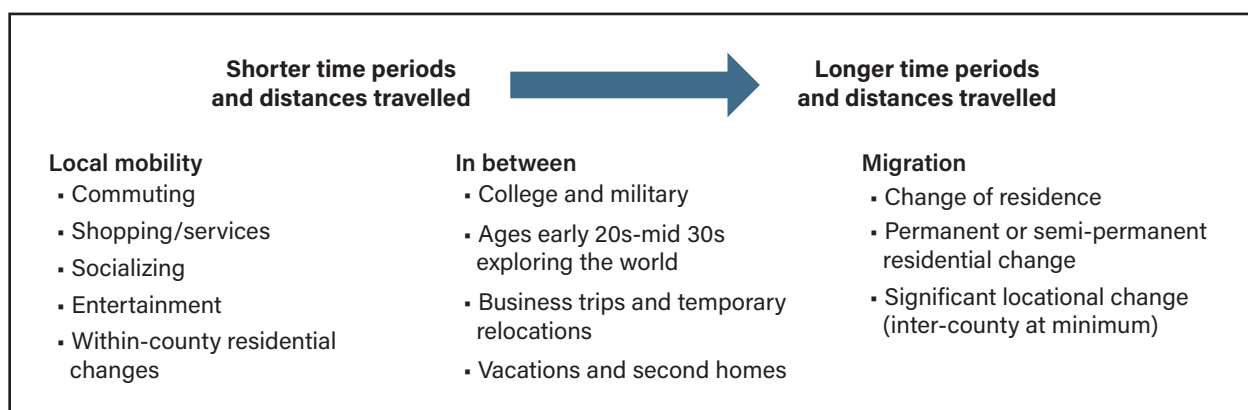 Shorter time periods
and distances travelled
Longer time periods
and distances travelled
Local mobility
▪ Commuting
▪ Shopping/services
▪ Socializing
▪ Entertainment
▪ Within-county residential
changes
In between
▪ College and military
▪ Ages early 20s-mid 30s
exploring the world
▪ Business trips and temporary
relocations
▪ Vacations and second homes
Migration
▪ Change of residence
▪ Permanent or semi-permanent
residential change
▪ Significant locational change
(inter-county at minimum)